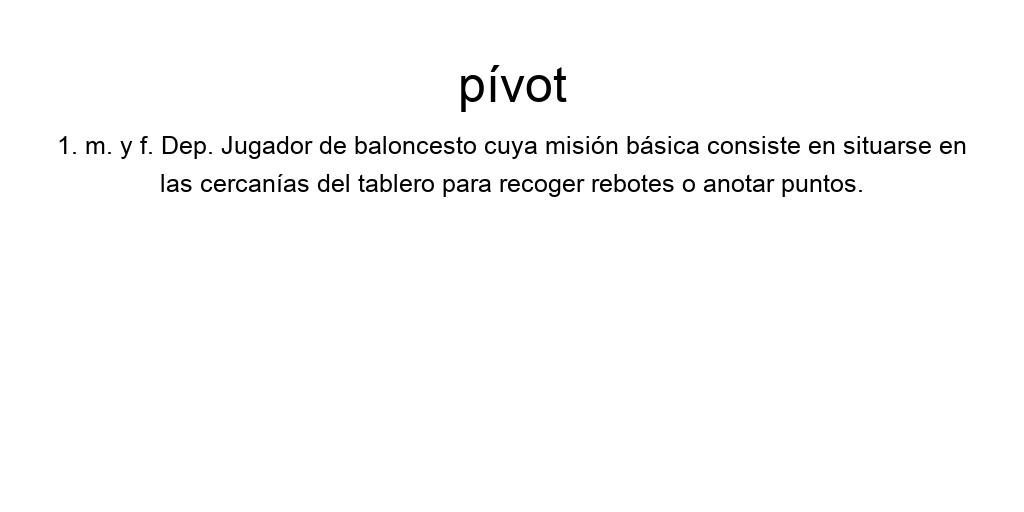 pívot
1. m. y f. Dep. Jugador de baloncesto cuya misión básica consiste en situarse en
las cercanías del tablero para recoger rebotes o anotar puntos.